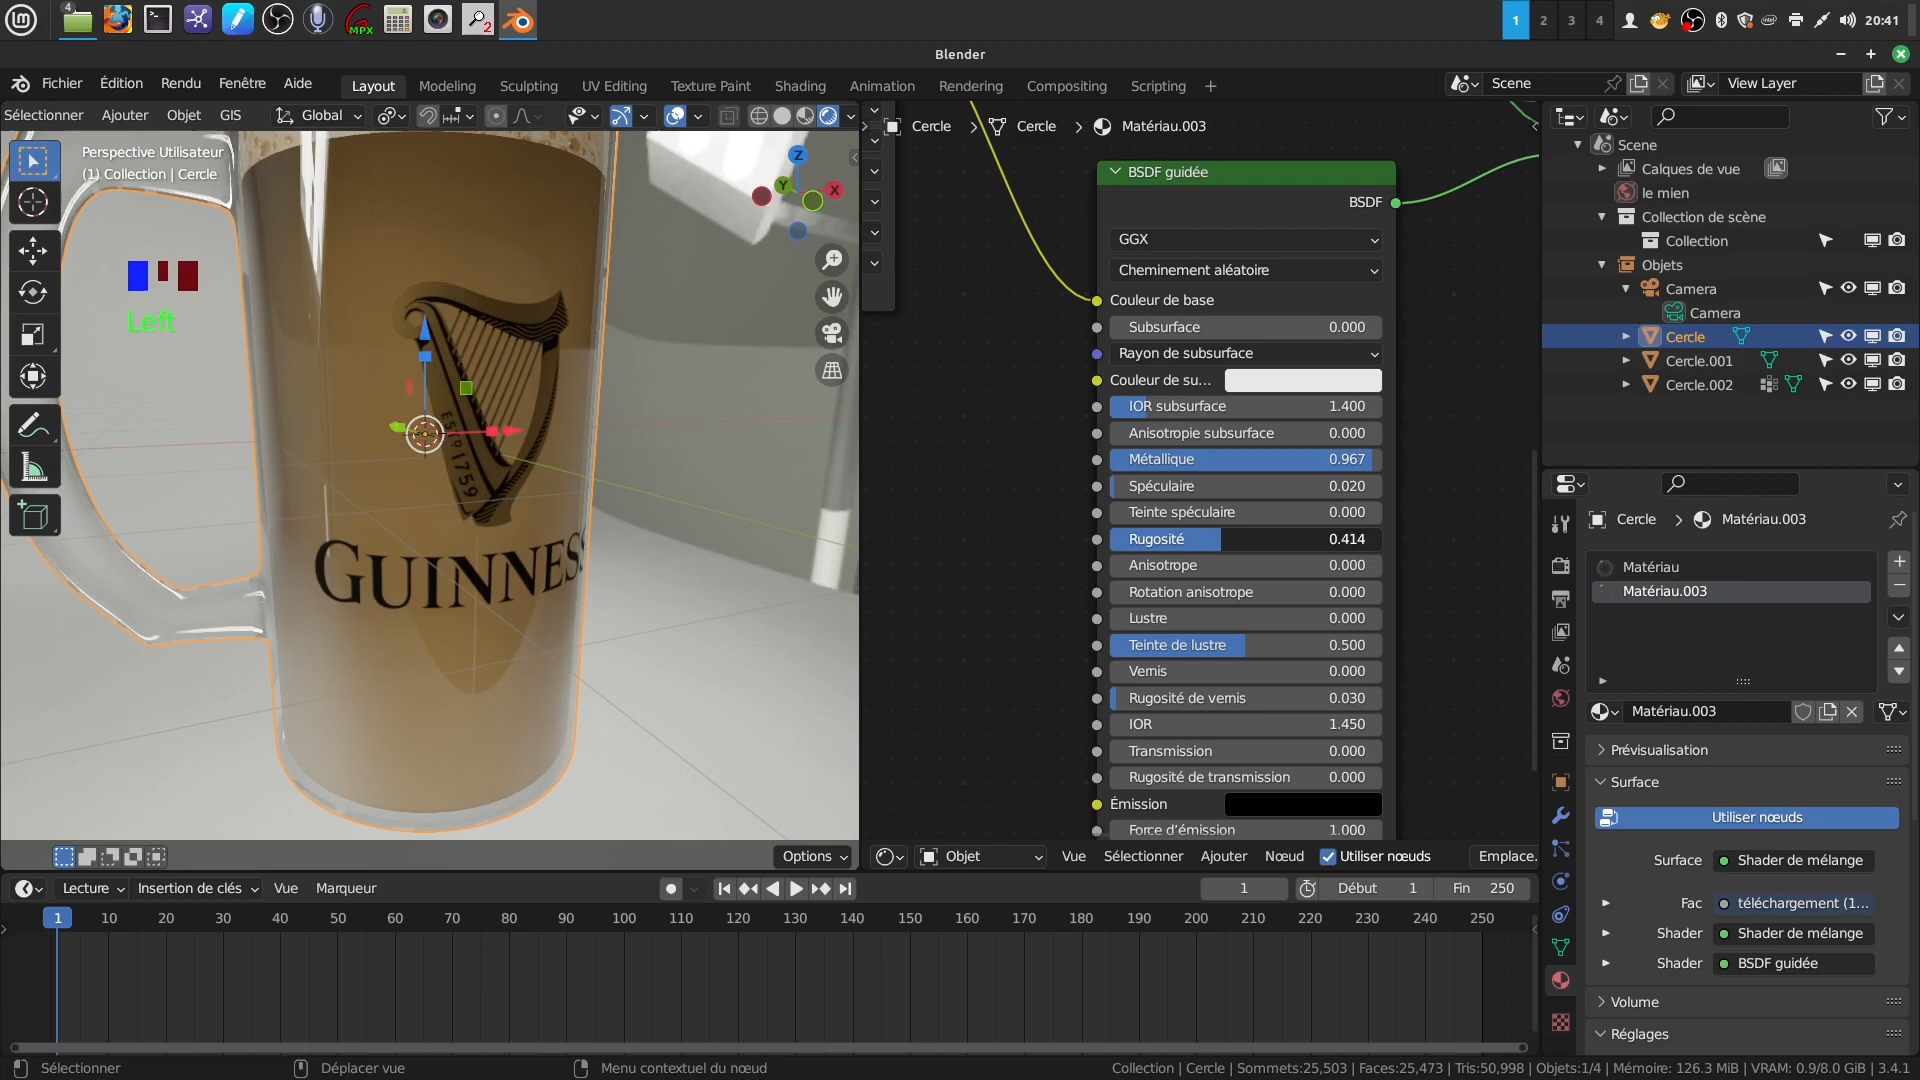 4
2
MPX
1
2
3
4
20:41
Blender
Fichier
Édition
Rendu
Fenêtre
Aide
Layout
Modeling
Sculpting
UV Editing
Texture Paint
Shading
Animation
Rendering
Compositing
Scripting
Scene
View Layer
Sélectionner
Ajouter
Objet
GIS
Global
Perspective Utilisateur
(1) Collection | Cercle
Z
Y
X
Left
ESTD 1759
GUINNESS
Options
Cercle
Cercle
Matériau.003
BSDF guidée
BSDF
GGX
Cheminement aléatoire
Couleur de base
Subsurface 0.000
Rayon de subsurface
Couleur de su...
IOR subsurface 1.400
Anisotropie subsurface 0.000
Métallique 0.967
Spéculaire 0.020
Teinte spéculaire 0.000
Rugosité 0.414
Anisotrope 0.000
Rotation anisotrope 0.000
Lustre 0.000
Teinte de lustre 0.500
Vernis 0.000
Rugosité de vernis 0.030
IOR 1.450
Transmission 0.000
Rugosité de transmission 0.000
Émission
Force d'émission 1.000
Objet
Vue
Sélectionner
Ajouter
Nœud
Utiliser nœuds
Emplace.
Scene
Calques de vue
le mien
Collection de scène
Collection
Objets
Camera
Camera
Cercle
Cercle.001
Cercle.002
Cercle
Matériau.003
Matériau
Matériau.003
Matériau.003
Prévisualisation
Surface
Utiliser nœuds
Surface Shader de mélange
Fac téléchargement (1...
Shader Shader de mélange
Shader BSDF guidée
Volume
Réglages
Lecture
Insertion de clés
Vue
Marqueur
1
Début 1
Fin 250
1 10 20 30 40 50 60 70 80 90 100 110 120 130 140 150 160 170 180 190 200 210 220 230 240 250
Sélectionner
Déplacer vue
Menu contextuel du nœud
Collection | Cercle | Sommets:25,503 | Faces:25,473 | Tris:50,998 | Objets:1/4 | Mémoire: 126.3 MiB | VRAM: 0.9/8.0 GiB | 3.4.1